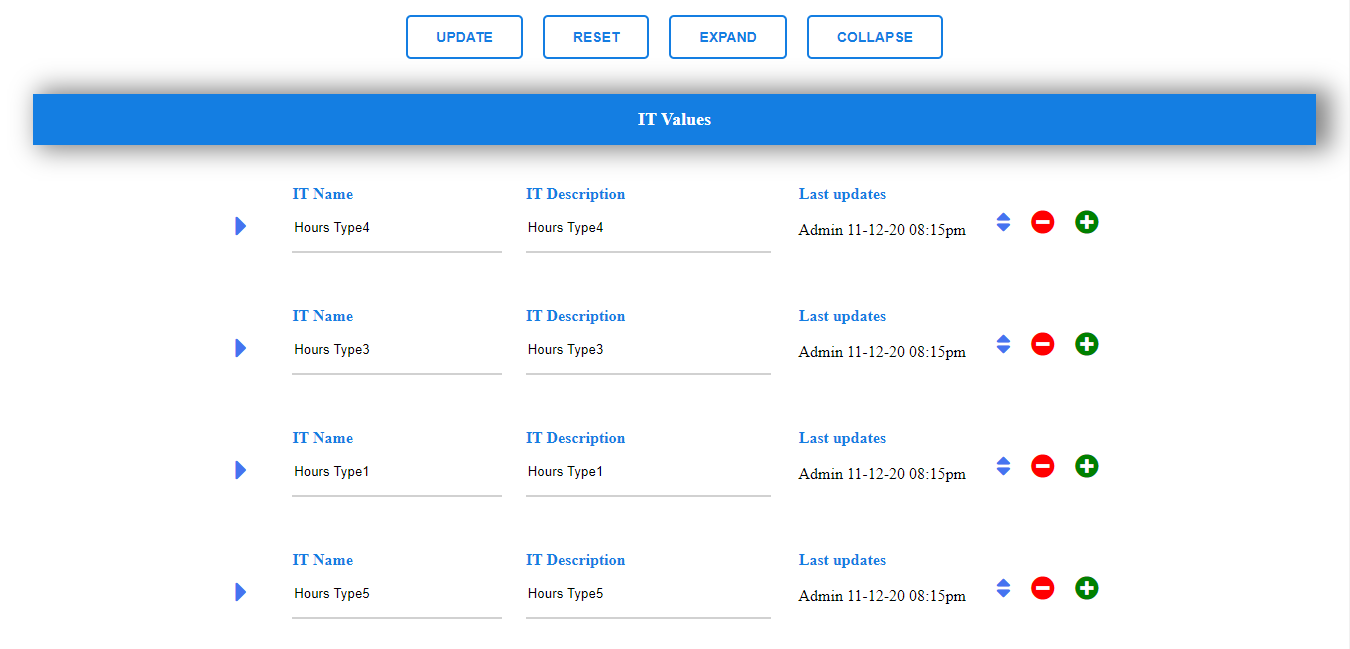 UPDATE RESET EXPAND COLLAPSE
IT Values
IT Name IT Description Last updates
Hours Type4 Hours Type4 Admin 11-12-20 08:15pm
IT Name IT Description Last updates
Hours Type3 Hours Type3 Admin 11-12-20 08:15pm
IT Name IT Description Last updates
Hours Type1 Hours Type1 Admin 11-12-20 08:15pm
IT Name IT Description Last updates
Hours Type5 Hours Type5 Admin 11-12-20 08:15pm